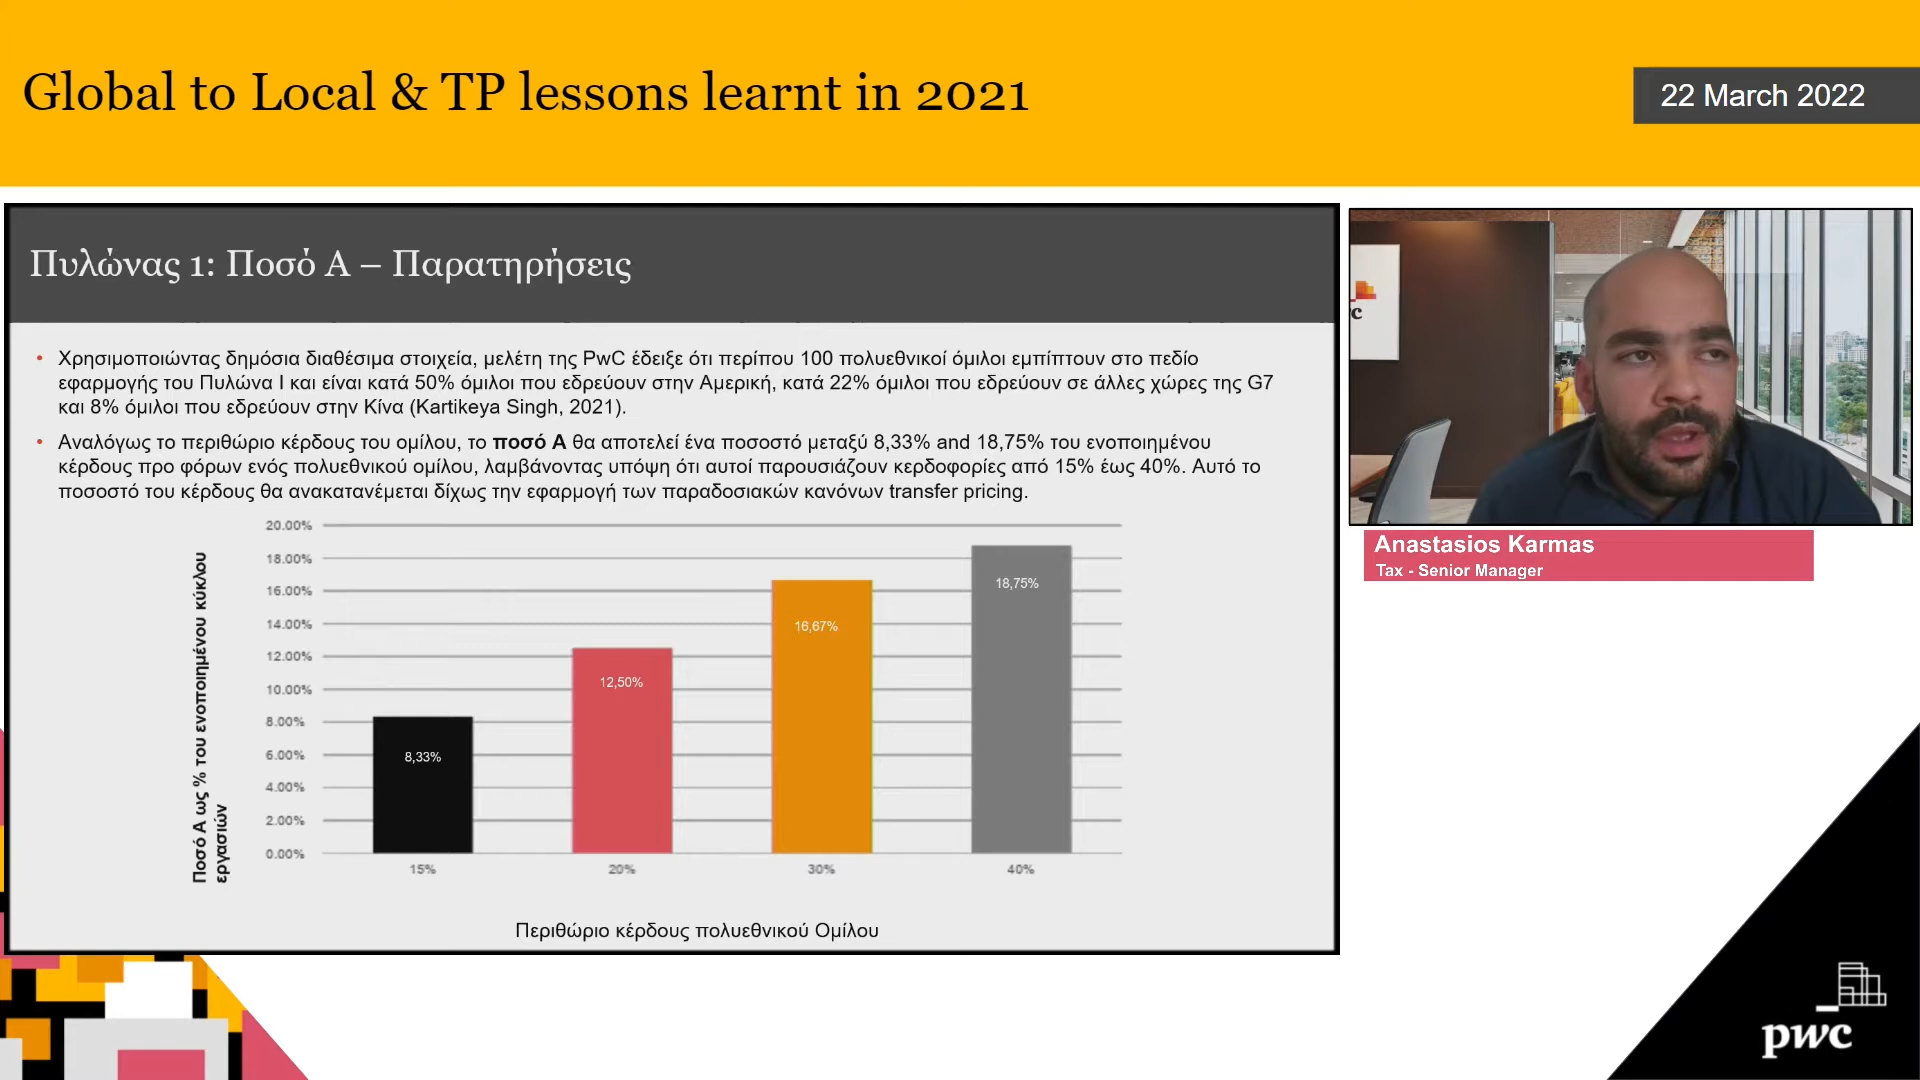 Global to Local & TP lessons learnt in 2021
22 March 2022
Πυλώνας 1: Ποσό Α – Παρατηρήσεις
• Χρησιμοποιώντας δημόσια διαθέσιμα στοιχεία, μελέτη της PwC έδειξε ότι περίπου 100 πολυεθνικοί όμιλοι εμπίπτουν στο πεδίο
εφαρμογής του Πυλώνα Ι και είναι κατά 50% όμιλοι που εδρεύουν στην Αμερική, κατά 22% όμιλοι που εδρεύουν σε άλλες χώρες της G7
και 8% όμιλοι που εδρεύουν στην Κίνα (Kartikeya Singh, 2021).
• Αναλόγως το περιθώριο κέρδους του ομίλου, το ποσό Α θα αποτελεί ένα ποσοστό μεταξύ 8,33% and 18,75% του ενοποιημένου
κέρδους προ φόρων ενός πολυεθνικού ομίλου, λαμβάνοντας υπόψη ότι αυτοί παρουσιάζουν κερδοφορίες από 15% έως 40%. Αυτό το
ποσοστό του κέρδους θα ανακατανέμεται δίχως την εφαρμογή των παραδοσιακών κανόνων transfer pricing.
Ποσό Α ως % του ενοποιημένου κύκλου
εργασιών
20.00%
18.00%
16.00%
14.00%
12.00%
10.00%
8.00%
6.00%
4.00%
2.00%
0.00%
8,33%
12,50%
16,67%
18,75%
15%
20%
30%
40%
Περιθώριο κέρδους πολυεθνικού Ομίλου
c
Anastasios Karmas
Tax - Senior Manager
pwc